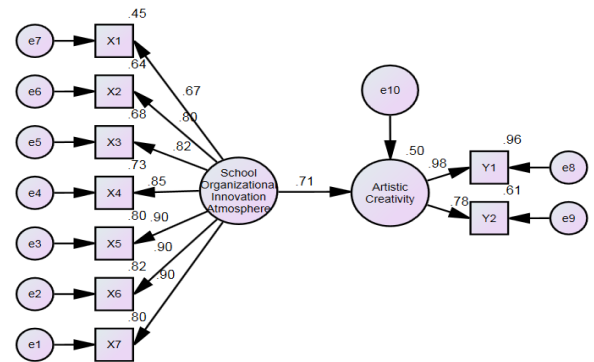 .45
e7
X1
.64
.67
e6
X2
.80
.68
e5
X3
.82
e10
.73
.50
.96
e4
X4
.85
School
Organizational
Innovation
Atmosphere
.71
Artistic
Creativity
.98
Y1
e8
.61
.78
Y2
e9
.80
.90
e3
X5
.90
.82
e2
X6
.90
.80
e1
X7